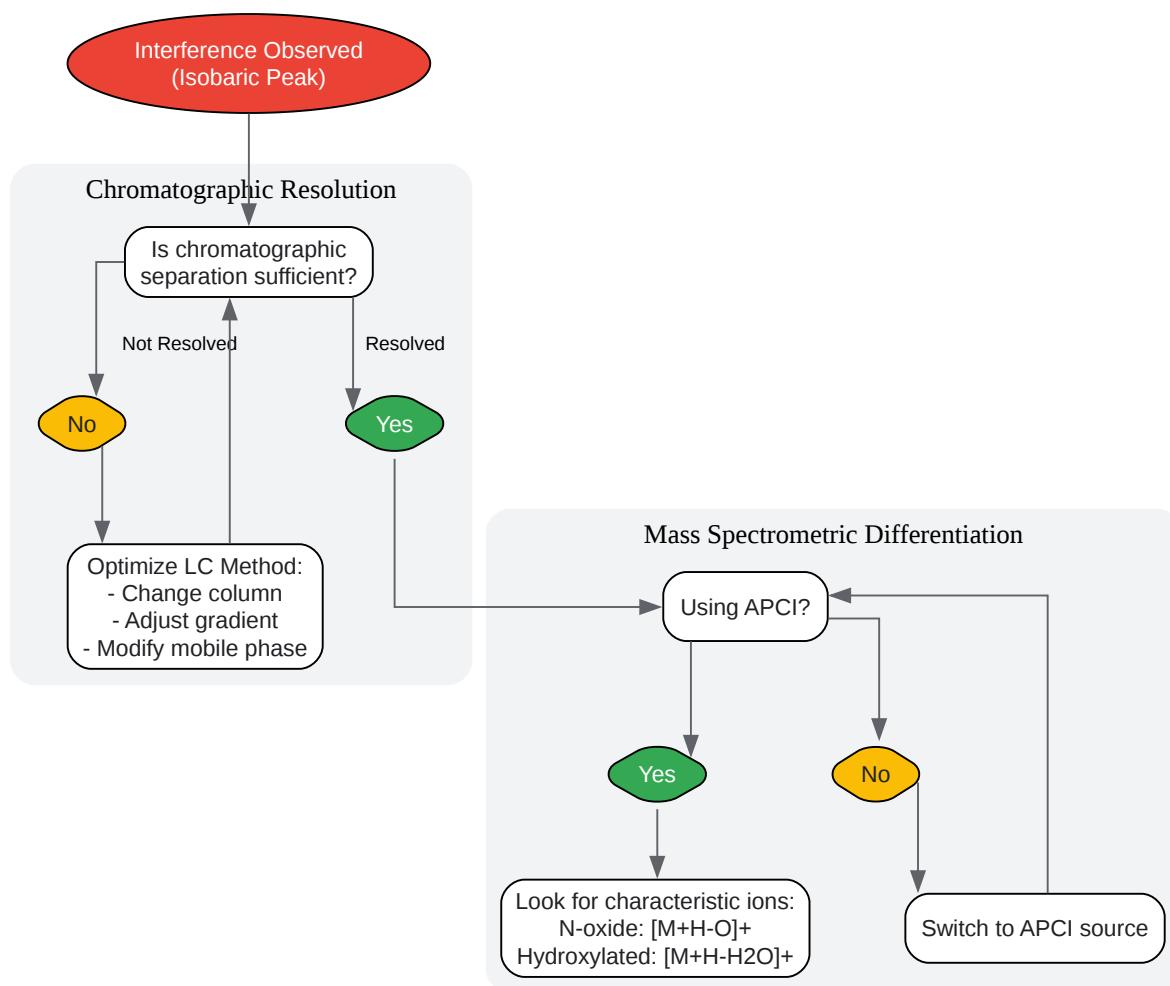 Interference Observed
(Isobaric Peak)
Chromatographic Resolution
Is chromatographic
separation sufficient?
Not Resolved
Resolved
No
Yes
Optimize LC Method:
- Change column
- Adjust gradient
- Modify mobile phase
Mass Spectrometric Differentiation
Using APCI?
Yes
No
Look for characteristic ions:
N-oxide: [M+H-O]+
Hydroxylated: [M+H-H2O]+
Switch to APCI source